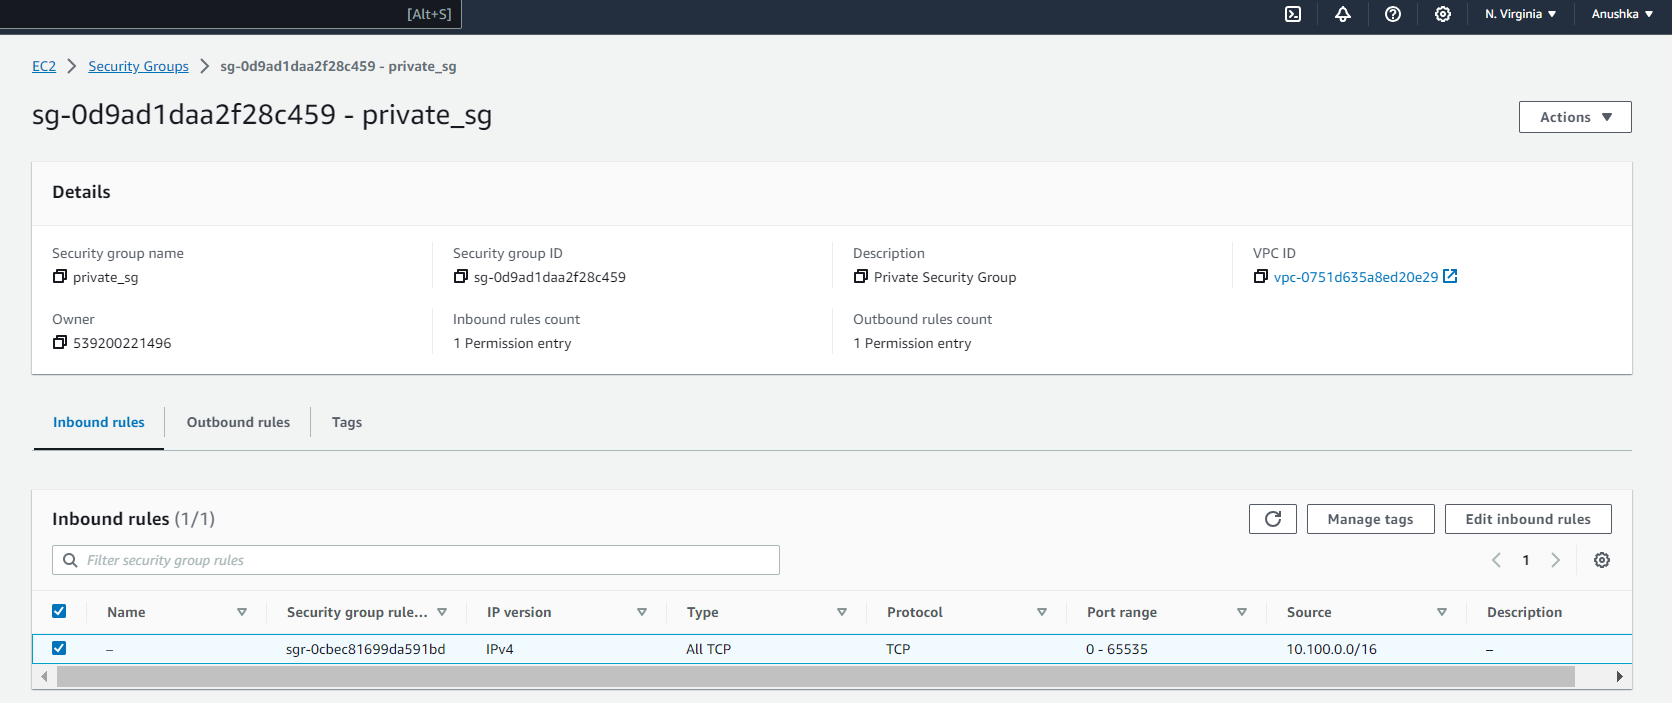 [Alt+S]
N. Virginia
Anushka
EC2 Security Groups sg-0d9ad1daa2f28c459 - private_sg
sg-0d9ad1daa2f28c459 - private_sg
Actions
Details
Security group name
private_sg
Security group ID
sg-0d9ad1daa2f28c459
Description
Private Security Group
VPC ID
vpc-0751d635a8ed20e29
Owner
539200221496
Inbound rules count
1 Permission entry
Outbound rules count
1 Permission entry
Inbound rules Outbound rules Tags
Inbound rules (1/1)
Manage tags
Edit inbound rules
Filter security group rules
1
Name Security group rule... IP version Type Protocol Port range Source Description
– sgr-0cbec81699da591bd IPv4 All TCP TCP 0 - 65535 10.100.0.0/16 –